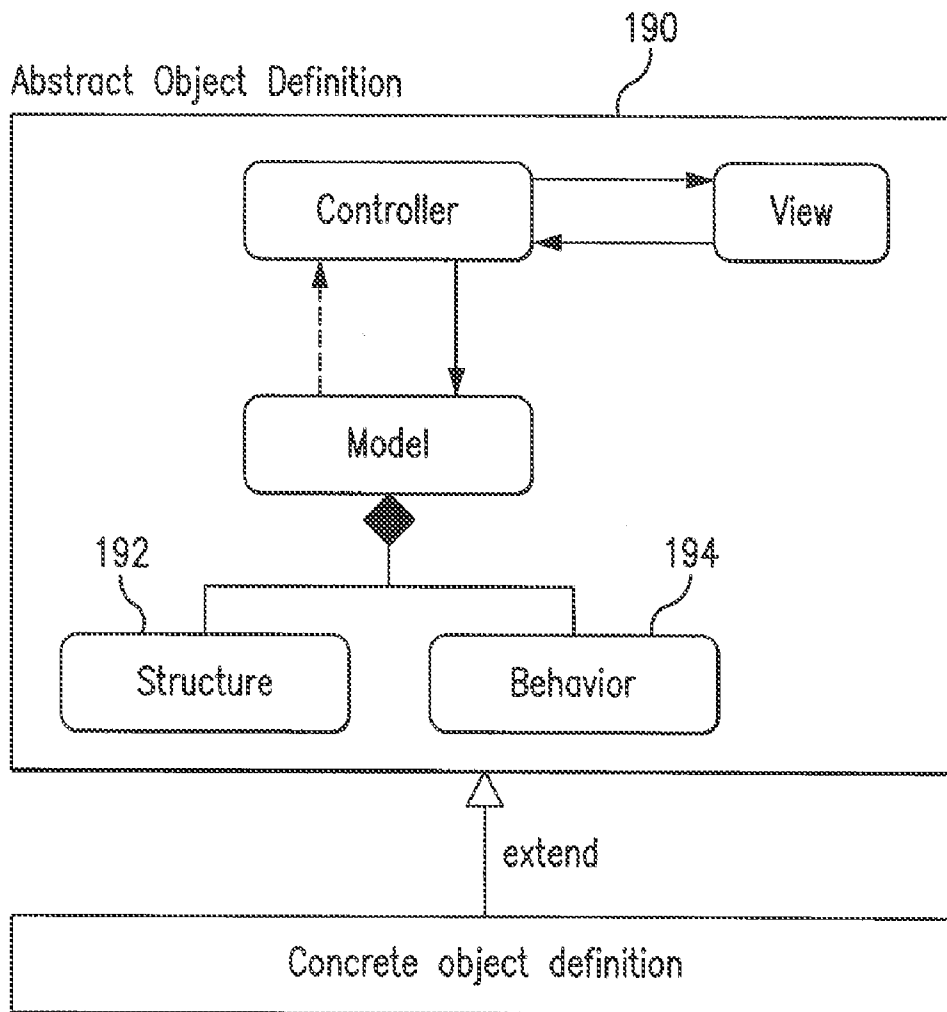 190
Abstract Object Definition
Controller
View
Model
192
194
Structure
Behavior
extend
Concrete object definition